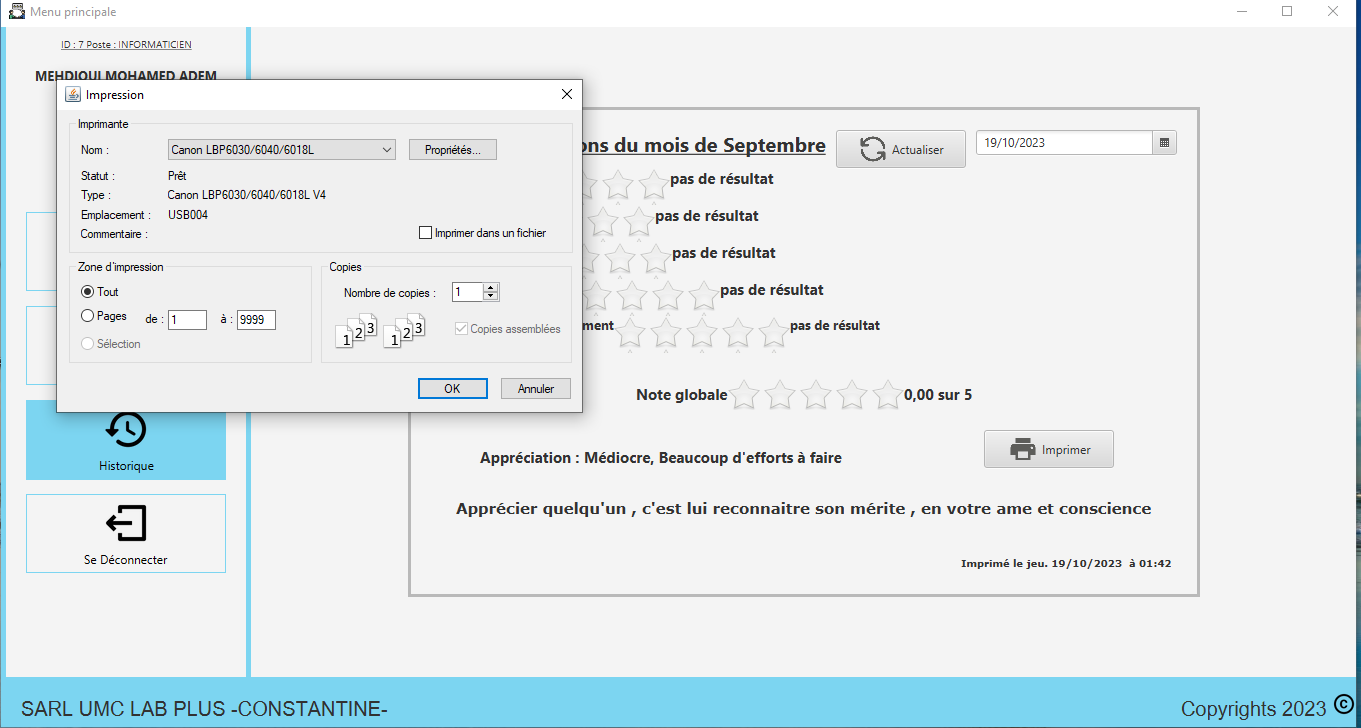 Menu principale
ID : 7 Poste : INFORMATICIEN
MEHDIOUI MOHAMED ADEM
Impression
Imprimante
Nom :
Canon LBP6030/6040/6018L
Propriétés...
Statut :
Prêt
Type :
Canon LBP6030/6040/6018L V4
Emplacement :
USB004
Commentaire :
Imprimer dans un fichier
Zone d'impression
Tout
Pages
de :
1
à :
9999
Sélection
Copies
Nombre de copies :
1
1 2 3
1 2 3
Copies assemblées
OK
Annuler
ons du mois de Septembre
Actualiser
19/10/2023
pas de résultat
pas de résultat
pas de résultat
pas de résultat
ment
pas de résultat
Note globale
0,00 sur 5
Appréciation : Médiocre, Beaucoup d'efforts à faire
Imprimer
Apprécier quelqu'un , c'est lui reconnaitre son mérite , en votre ame et conscience
Imprimé le jeu. 19/10/2023 à 01:42
Historique
Se Déconnecter
SARL UMC LAB PLUS -CONSTANTINE-
Copyrights 2023 ©